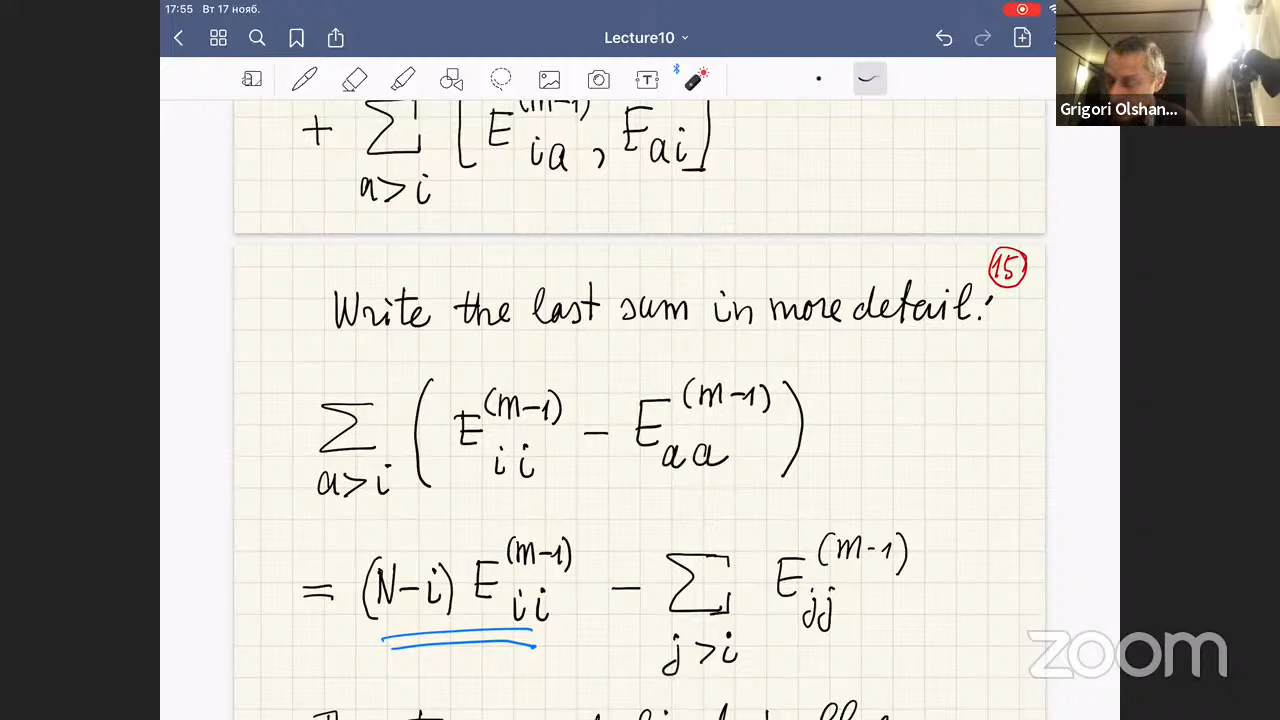 17:55 Вт 17 нояб.
Lecture10
Grigori Olshan...
+ ∑ [E^{(m-1)}_{ia}, E_{ai}]
a>i
15
Write the last sum in more detail:
∑ (E^{(m-1)}_{ii} − E^{(m-1)}_{aa})
a>i
= (N−i) E^{(m-1)}_{ii} − ∑ E^{(m-1)}_{jj}
j>i
zoom